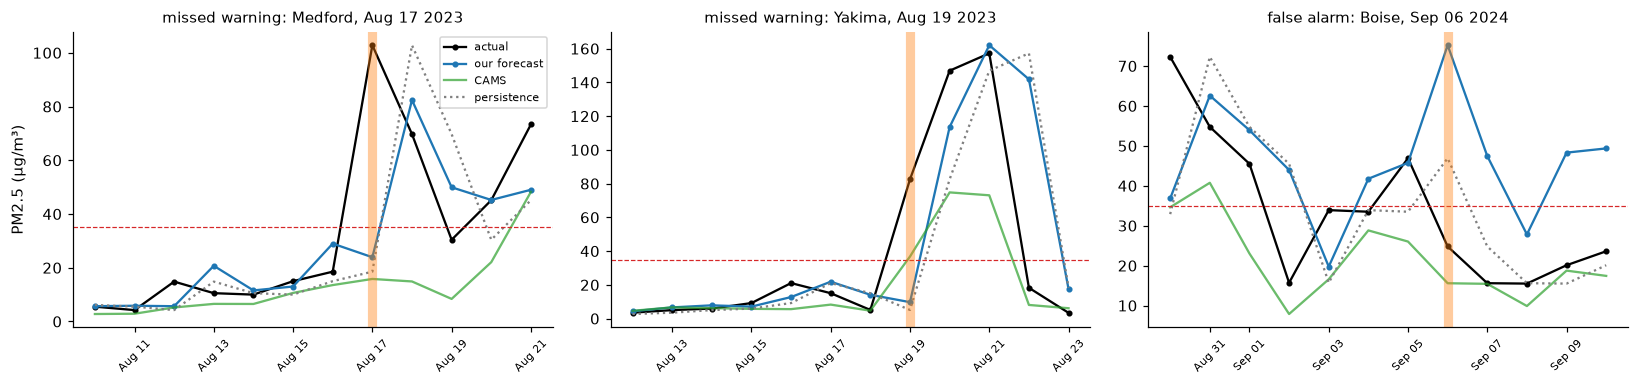 missed warning: Medford, Aug 17 2023
PM2.5 (µg/m³)
100
80
60
40
20
0
actual
our forecast
CAMS
persistence
Aug 11
Aug 13
Aug 15
Aug 17
Aug 19
Aug 21
missed warning: Yakima, Aug 19 2023
160
140
120
100
80
60
40
20
0
Aug 13
Aug 15
Aug 17
Aug 19
Aug 21
Aug 23
false alarm: Boise, Sep 06 2024
70
60
50
40
30
20
10
Aug 31
Sep 01
Sep 03
Sep 05
Sep 07
Sep 09